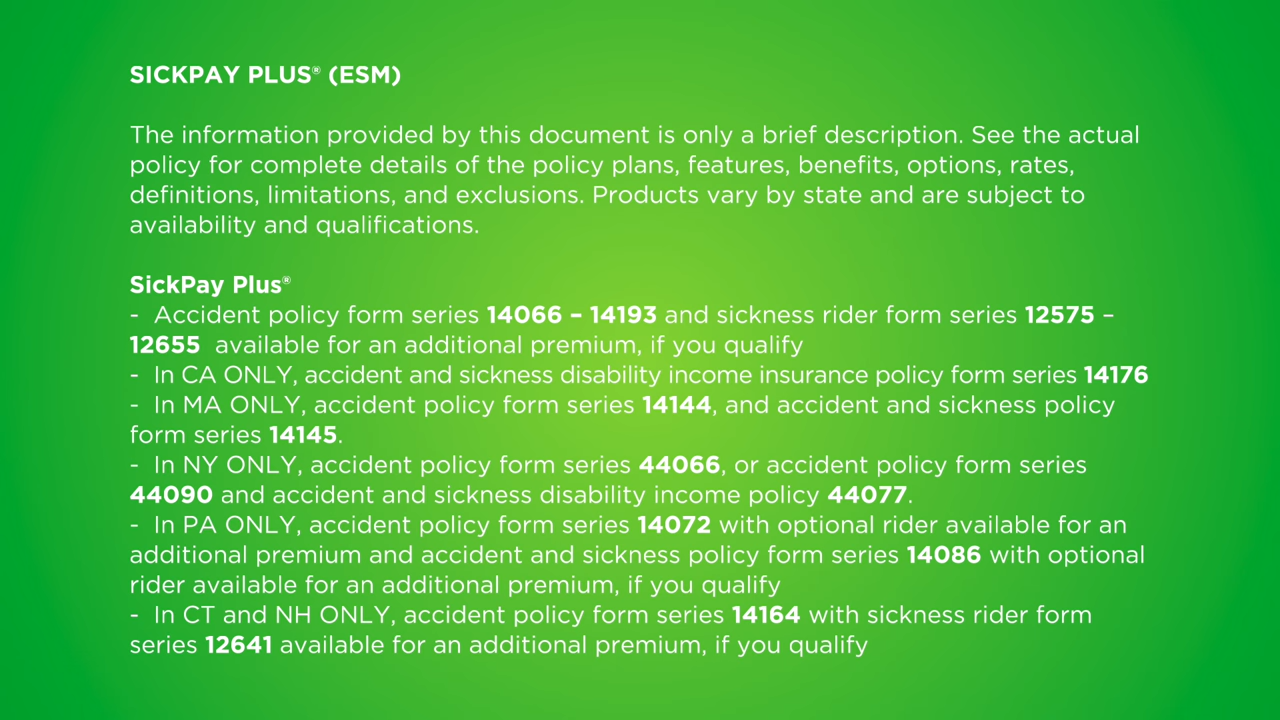 SICKPAY PLUS® (ESM)
The information provided by this document is only a brief description. See the actual
policy for complete details of the policy plans, features, benefits, options, rates,
definitions, limitations, and exclusions. Products vary by state and are subject to
availability and qualifications.
SickPay Plus®
- Accident policy form series 14066 – 14193 and sickness rider form series 12575 –
12655 available for an additional premium, if you qualify
- In CA ONLY, accident and sickness disability income insurance policy form series 14176
- In MA ONLY, accident policy form series 14144, and accident and sickness policy
form series 14145.
- In NY ONLY, accident policy form series 44066, or accident policy form series
44090 and accident and sickness disability income policy 44077.
- In PA ONLY, accident policy form series 14072 with optional rider available for an
additional premium and accident and sickness policy form series 14086 with optional
rider available for an additional premium, if you qualify
- In CT and NH ONLY, accident policy form series 14164 with sickness rider form
series 12641 available for an additional premium, if you qualify